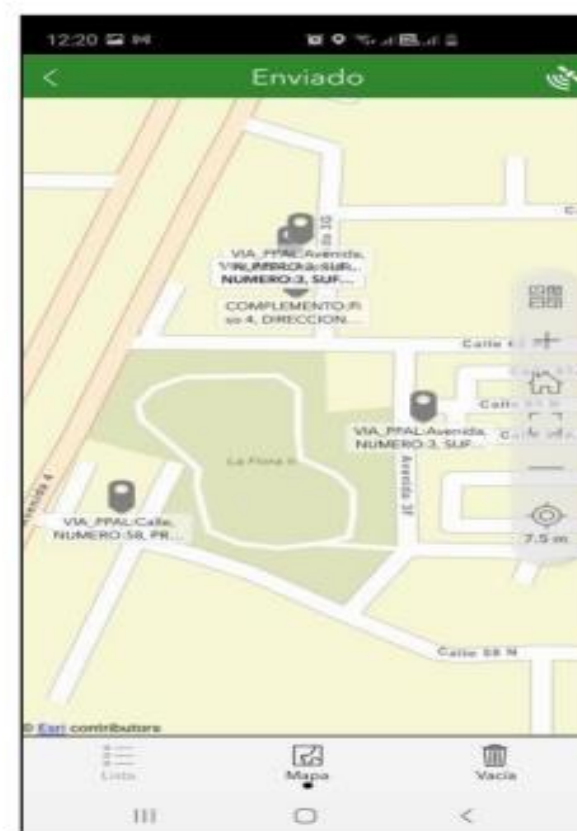 12:20
Enviado
3G
VIA_PPAL:Avenida,
NUMERO:3, SUF...
COMPLEMENTO:Pi
so 4, DIRECCION...
Calle
VIA_PPAL:Avenida,
NUMERO:3, SUF...
La Flora
Avenida 3F
Avenida 4
VIA_PPAL:Calle,
NUMERO:58, PR...
7.5 m
Calle 58 N
© Esri contributors
Lista
Mapa
Vacía